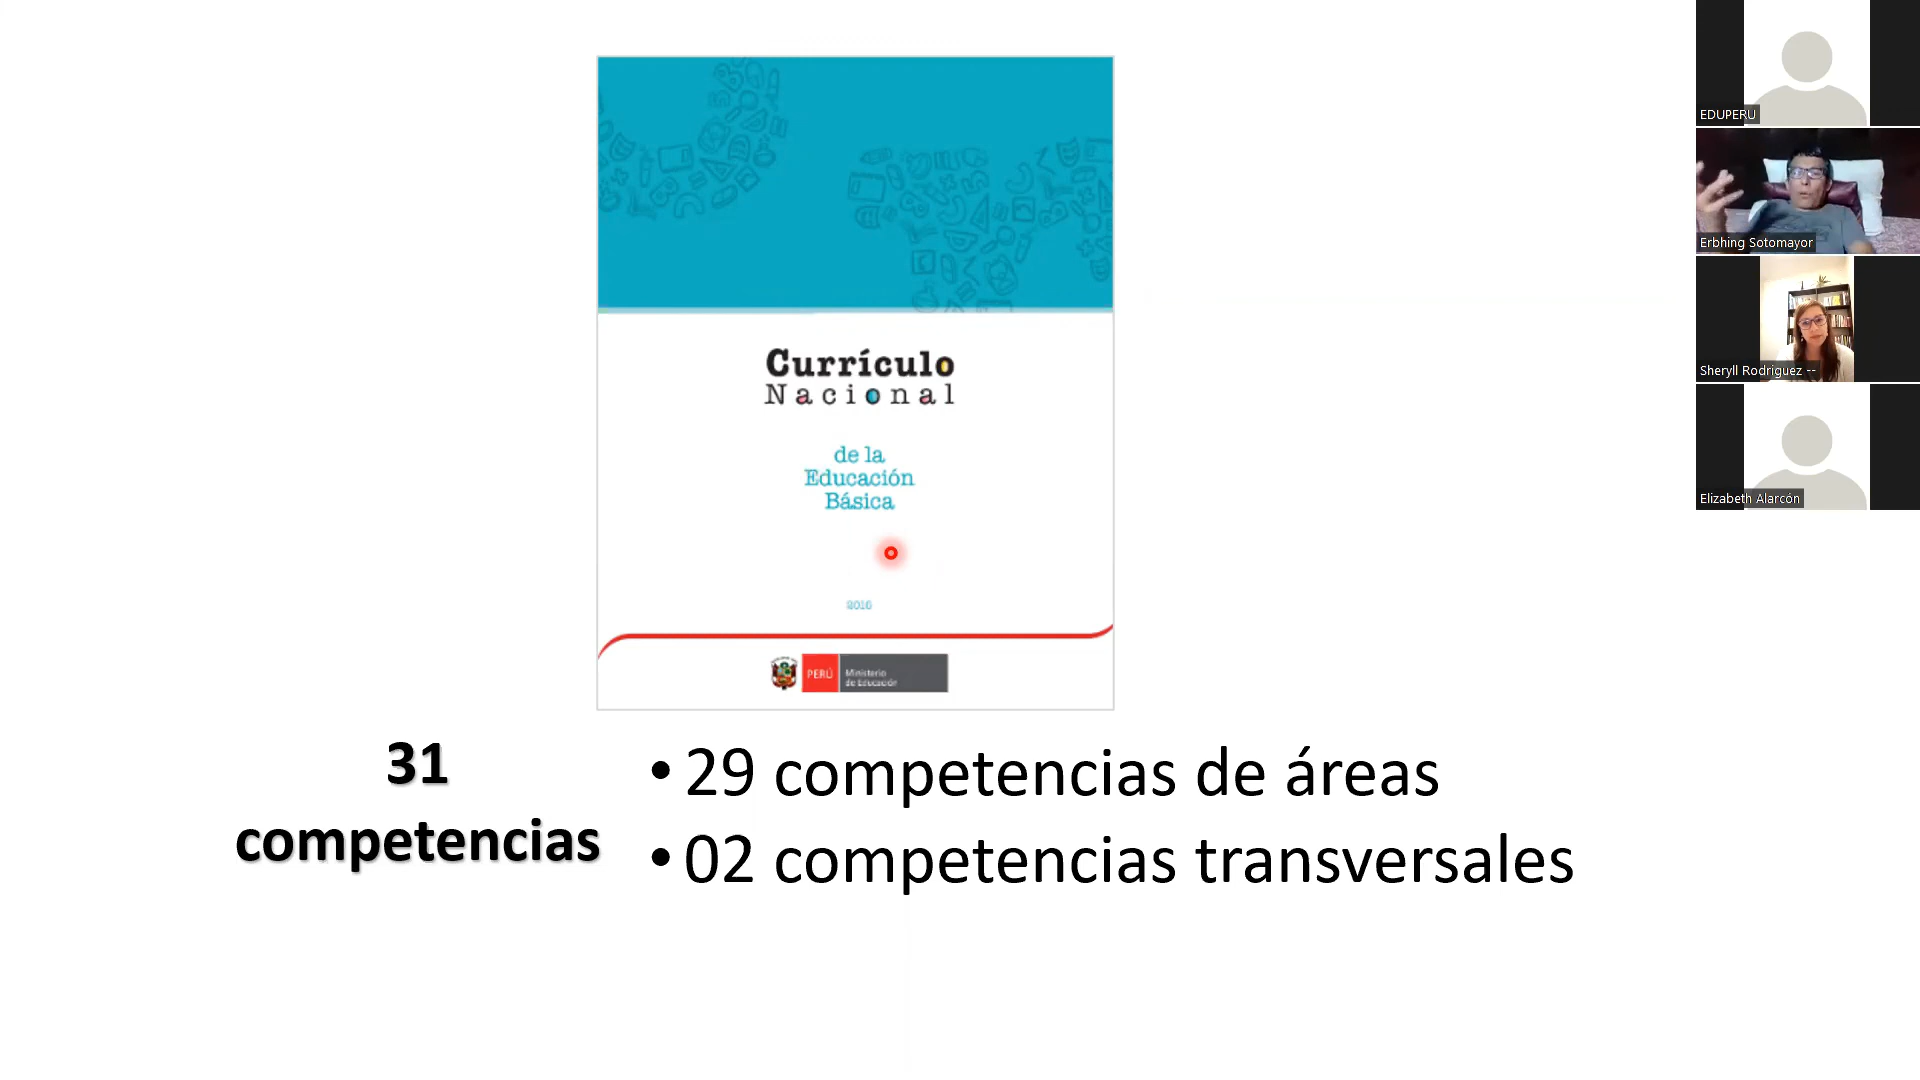 Currículo
Nacional
de la
Educación
Básica
2016
PERÚ
Ministerio
de Educación
31
competencias
• 29 competencias de áreas
• 02 competencias transversales
EDUPERU
Erbhing Sotomayor
Sheryll Rodriguez --
Elizabeth Alarcón